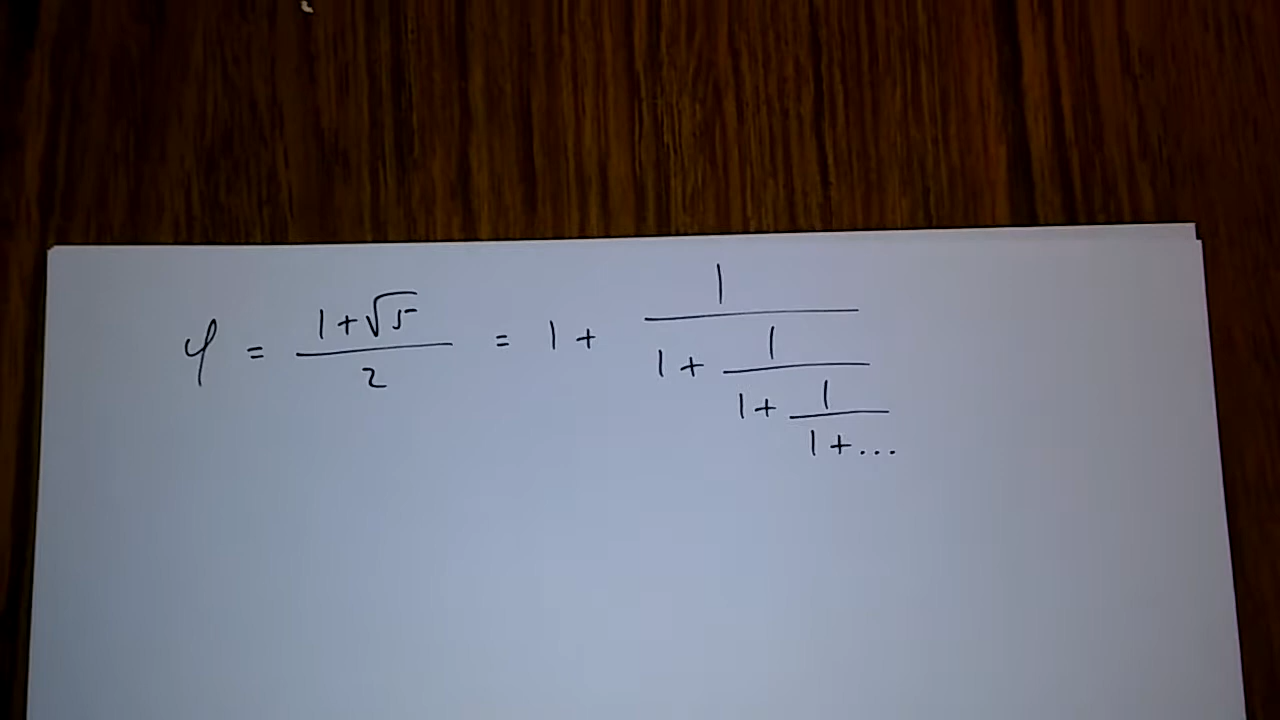 φ = (1+√5)/2 = 1 + 1/(1 + 1/(1 + 1/(1 + ...)))